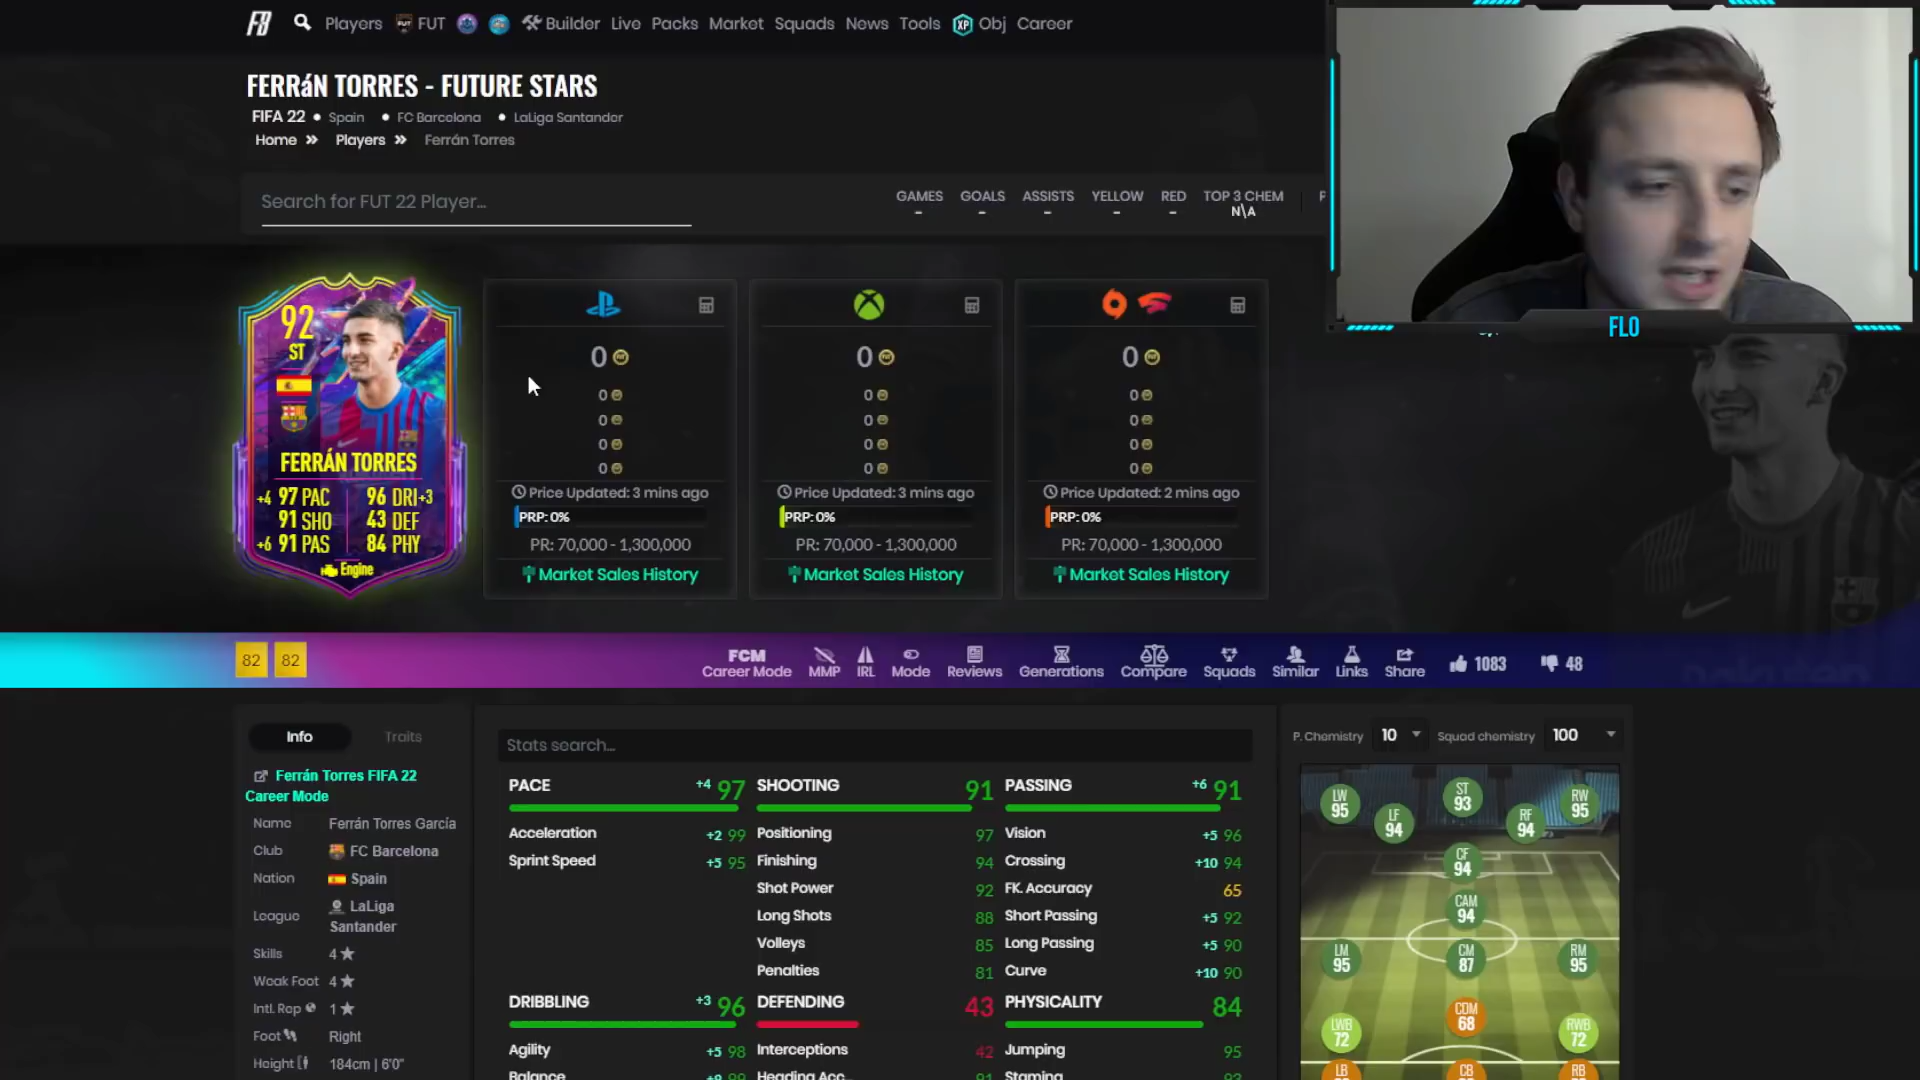 FB Players FUT Builder Live Packs Market Squads News Tools XP Obj Career
FERRáN TORRES - FUTURE STARS
FIFA 22 • Spain • FC Barcelona • LaLiga Santander
Home » Players » Ferrán Torres
Search for FUT 22 Player...
GAMES GOALS ASSISTS YELLOW RED TOP 3 CHEM P
- - - - - N\A
FLO
92
ST
FERRÁN TORRES
+4 97 PAC 96 DRI +3
91 SHO 43 DEF
+6 91 PAS 84 PHY
Engine
0 0 0
0 0 0
0 0 0
0 0 0
0 0 0
Price Updated: 3 mins ago Price Updated: 3 mins ago Price Updated: 2 mins ago
PRP: 0% PRP: 0% PRP: 0%
PR: 70,000 - 1,300,000 PR: 70,000 - 1,300,000 PR: 70,000 - 1,300,000
Market Sales History Market Sales History Market Sales History
82 82
FCM
Career Mode MMP IRL Mode Reviews Generations Compare Squads Similar Links Share 1083 48
Info Traits
Ferrán Torres FIFA 22
Career Mode
Name Ferrán Torres García
Club FC Barcelona
Nation Spain
League LaLiga
Santander
Skills 4★
Weak Foot 4★
Intl. Rep 1★
Foot Right
Height 184cm | 6'0"
Stats search...
PACE +4 97
Acceleration +2 99
Sprint Speed +5 95
SHOOTING 91
Positioning 97
Finishing 94
Shot Power 92
Long Shots 88
Volleys 85
Penalties 81
PASSING +6 91
Vision +5 96
Crossing +10 94
FK. Accuracy 65
Short Passing +5 92
Long Passing +5 90
Curve +10 90
DRIBBLING +3 96
Agility +5 98
Balance
DEFENDING 43
Interceptions 42
Heading Acc.
PHYSICALITY 84
Jumping 95
Stamina
P. Chemistry 10 Squad chemistry 100
LW 95
ST 93
RW 95
LF 94
RF 94
CF 94
CAM 94
LM 95
CM 87
RM 95
CDM 68
LWB 72
RWB 72
LB
CB
RB